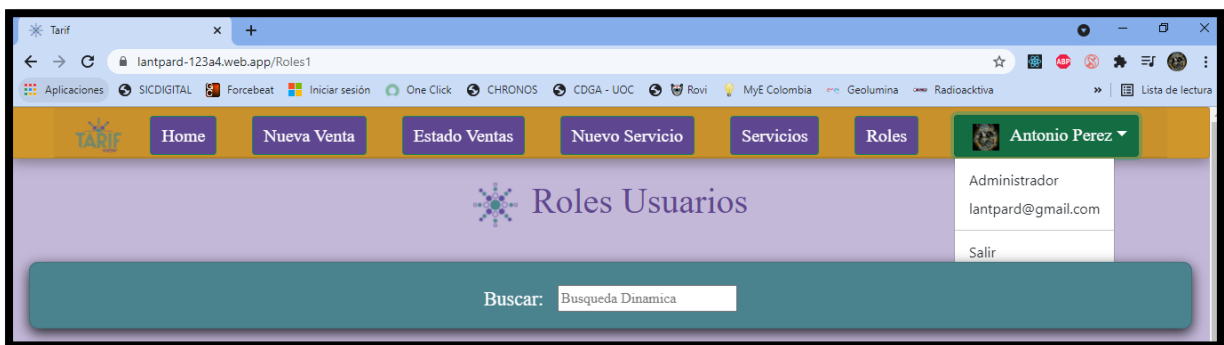 Tarif
lantpard-123a4.web.app/Roles1
ABP
Aplicaciones SICDIGITAL Forcebeat Iniciar sesión One Click CHRONOS CDGA - UOC Rovi MyE Colombia Geolumina Radioacktiva » Lista de lectura
TARIF Home Nueva Venta Estado Ventas Nuevo Servicio Servicios Roles Antonio Perez
Roles Usuarios
Administrador
lantpard@gmail.com
Salir
Buscar: Busqueda Dinamica